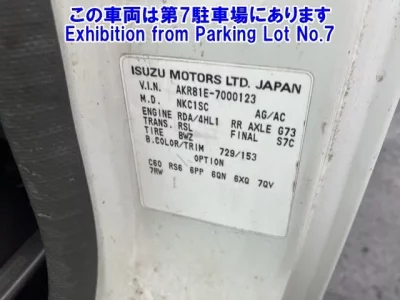 この車両は第7駐車場にあります
Exhibition from Parking Lot No.7
ISUZU MOTORS LTD. JAPAN
V.I.N. AKR81E-7000123
M.D. NKC1SC AG/AC
ENGINE RDA/4HL1 RR AXLE G73
TRANS. RSL FINAL S7C
TIRE BWZ
B.COLOR/TRIM 729/153
OPTION
C60 RS6 6PP 6QN 6XQ 7QV
7RW